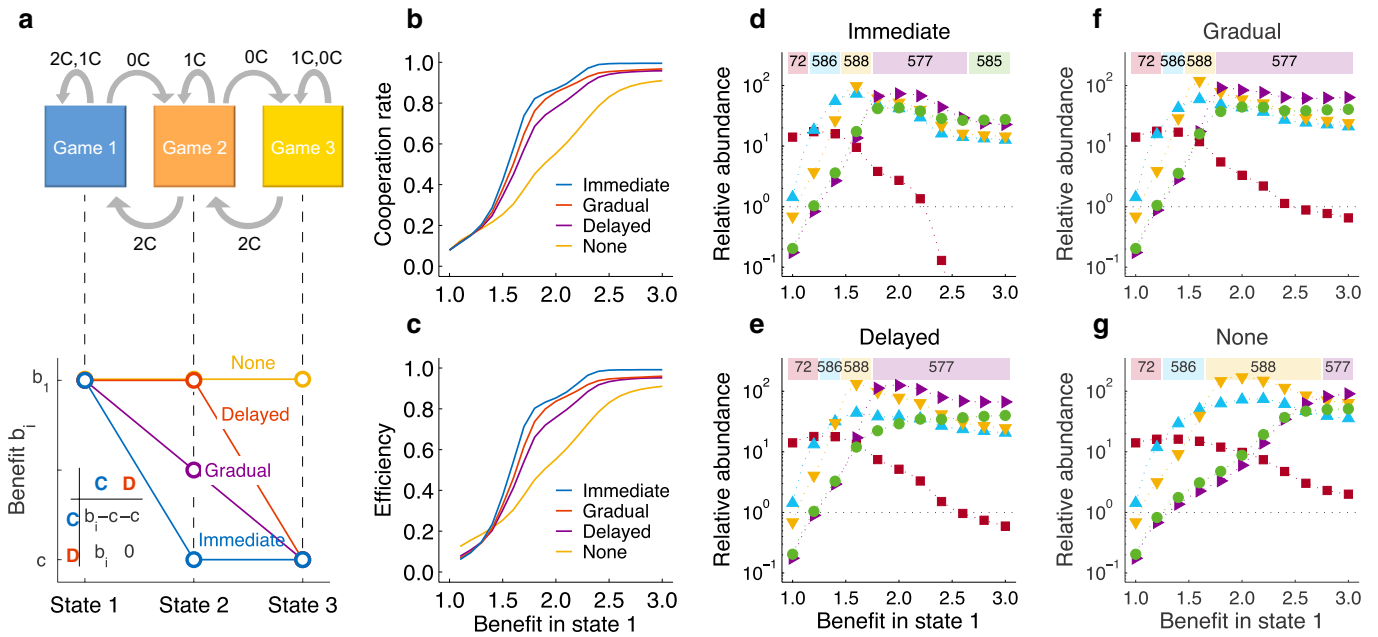 a
2C,1C
0C
1C
0C
1C,0C
Game 1
Game 2
Game 3
2C
2C
Benefit bi
b1
c
None
Delayed
Gradual
Immediate
C D
C bi–c –c
D bi 0
State 1
State 2
State 3
b
Cooperation rate
1.0
0.8
0.6
0.4
0.2
0.0
Immediate
Gradual
Delayed
None
1.0 1.5 2.0 2.5 3.0
c
Efficiency
1.0
0.8
0.6
0.4
0.2
0.0
Immediate
Gradual
Delayed
None
1.0 1.5 2.0 2.5 3.0
Benefit in state 1
d
Immediate
72 586 588 577 585
Relative abundance
10^2
10^1
10^0
10^-1
1.0 1.5 2.0 2.5 3.0
e
Delayed
72 586 588 577
Relative abundance
10^2
10^1
10^0
10^-1
1.0 1.5 2.0 2.5 3.0
Benefit in state 1
f
Gradual
72 586 588 577
Relative abundance
10^2
10^1
10^0
10^-1
1.0 1.5 2.0 2.5 3.0
g
None
72 586 588 577
Relative abundance
10^2
10^1
10^0
10^-1
1.0 1.5 2.0 2.5 3.0
Benefit in state 1